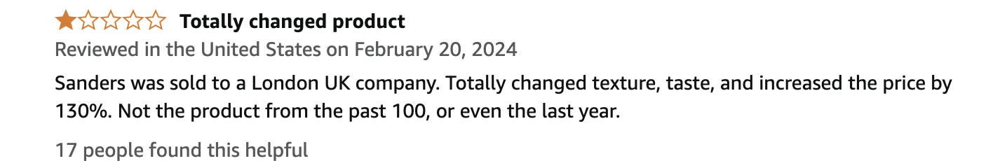 Totally changed product
Reviewed in the United States on February 20, 2024
Sanders was sold to a London UK company. Totally changed texture, taste, and increased the price by
130%. Not the product from the past 100, or even the last year.
17 people found this helpful